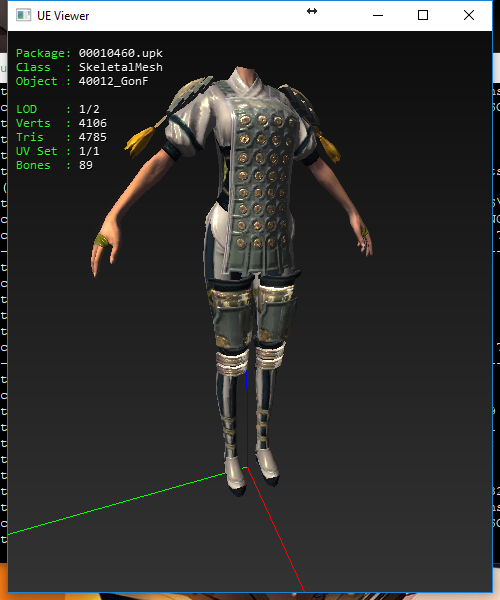 UE Viewer
Package: 00010460.upk
Class : SkeletalMesh
Object : 40012_GonF
LOD : 1/2
Verts : 4106
Tris : 4785
UV Set : 1/1
Bones : 89